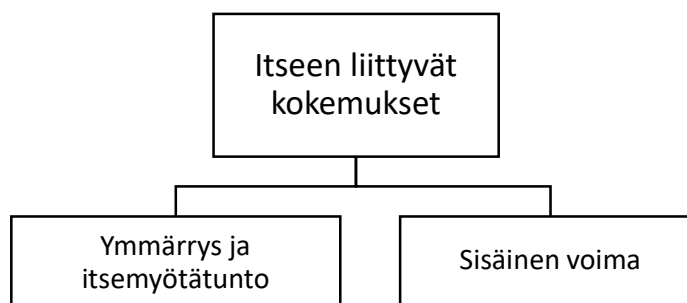 Itseen liittyvät
kokemukset
Ymmärrys ja
itsemyötätunto
Sisäinen voima